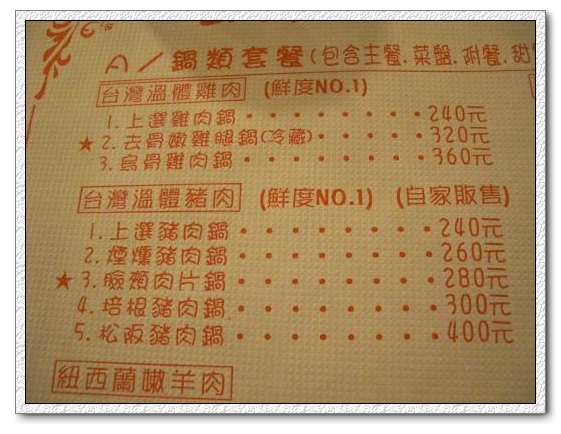 A／鍋類套餐(包含主餐.菜盤.附餐.甜
台灣溫體雞肉 (鮮度NO.1)
1.上選雞肉鍋・・・・・・・・240元
★2.去骨嫩雞腿鍋(冷藏)・・・・・320元
3.烏骨雞肉鍋・・・・・・・・360元
台灣溫體豬肉 (鮮度NO.1) (自家販售)
1.上選豬肉鍋・・・・・・・・240元
2.煙燻豬肉鍋・・・・・・・・260元
★3.臉頰肉片鍋・・・・・・・・280元
4.培根豬肉鍋・・・・・・・・300元
5.松阪豬肉鍋・・・・・・・・400元
紐西蘭嫩羊肉